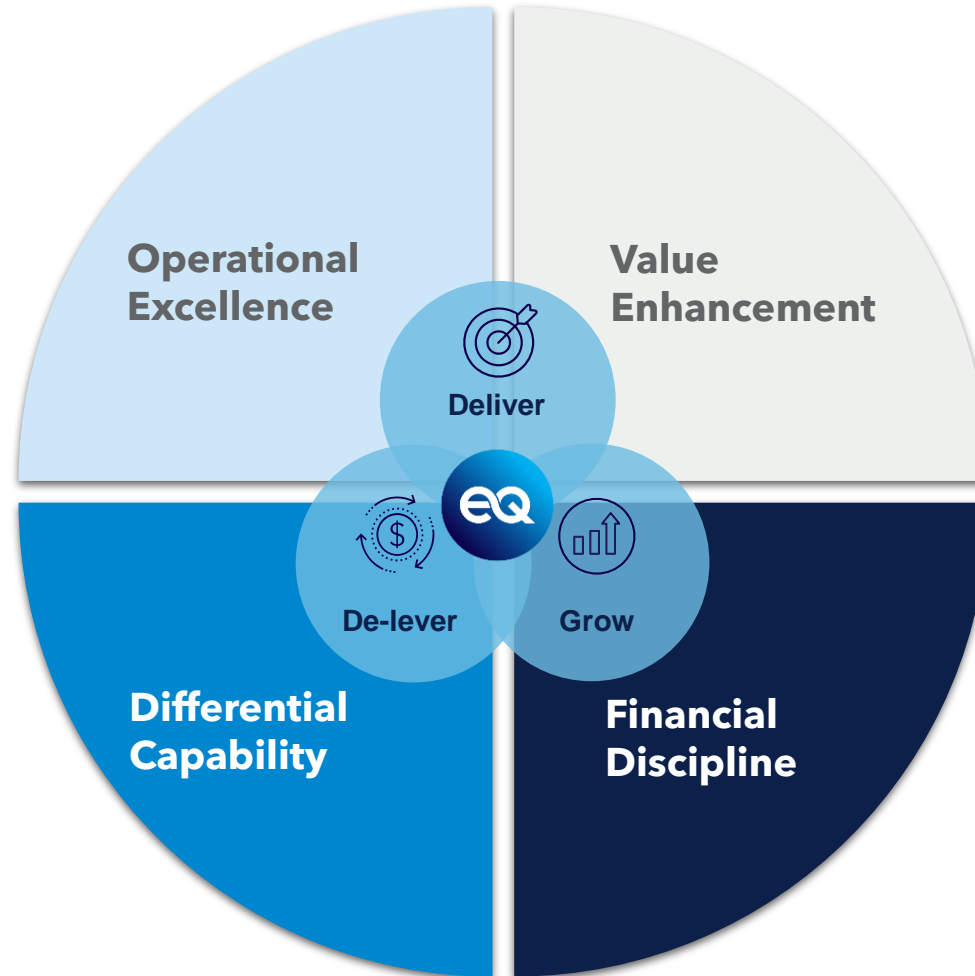 Operational
Excellence
Value
Enhancement
Deliver
eQ
$
De-lever
Grow
Differential
Capability
Financial
Discipline